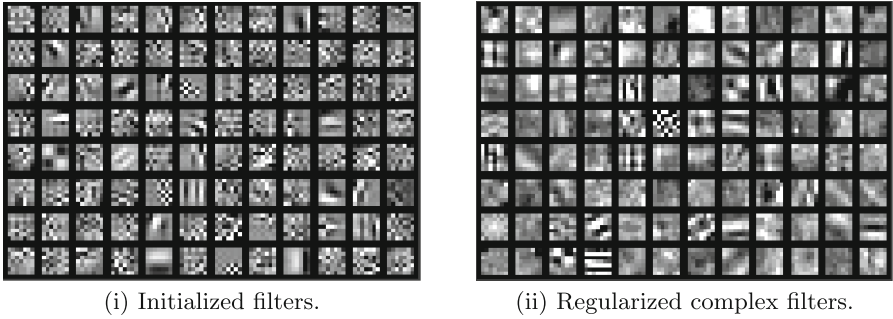 (i) Initialized filters.
(ii) Regularized complex filters.